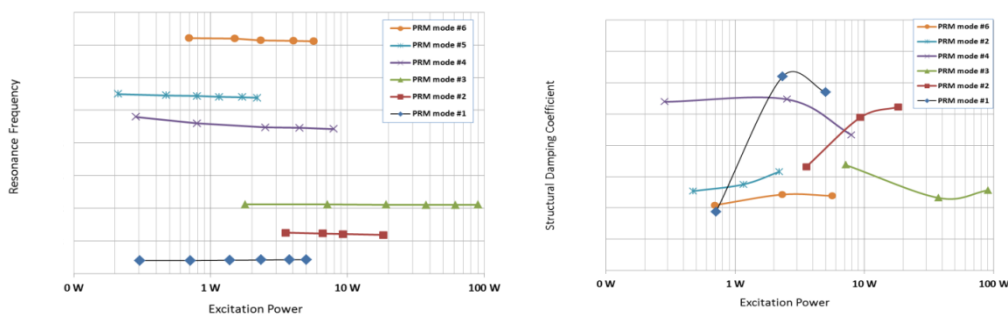 PRM mode #6
PRM mode #5
PRM mode #4
PRM mode #3
PRM mode #2
PRM mode #1
Resonance Frequency
0 W
1 W
10 W
100 W
Excitation Power
PRM mode #6
PRM mode #2
PRM mode #4
PRM mode #3
PRM mode #2
PRM mode #1
Structural Damping Coefficient
0 W
1 W
10 W
100 W
Excitation Power